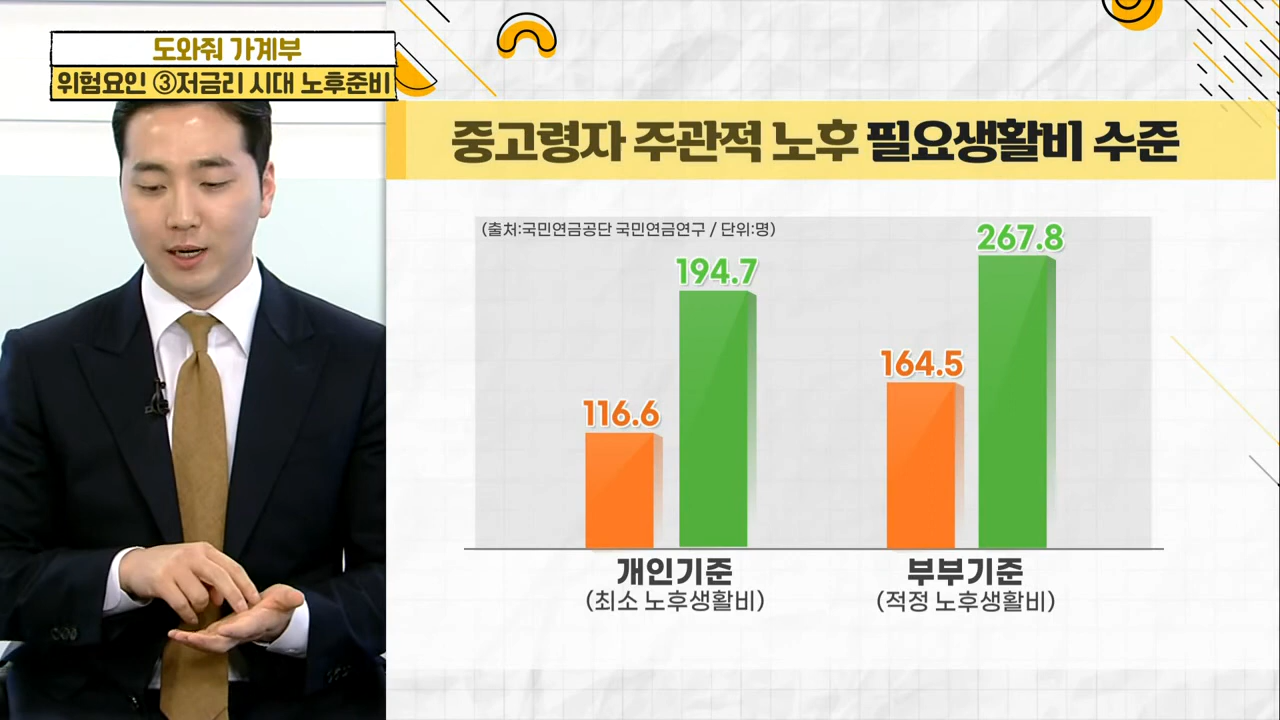 도와줘 가계부
위험요인 ③저금리 시대 노후준비
중고령자 주관적 노후 필요생활비 수준
(출처:국민연금공단 국민연금연구 / 단위:명)
116.6
194.7
164.5
267.8
개인기준
(최소 노후생활비)
부부기준
(적정 노후생활비)